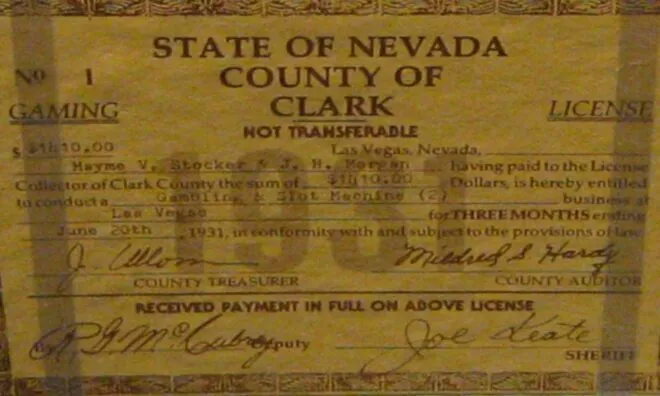 STATE OF NEVADA
No 1 COUNTY OF
GAMING CLARK LICENSE
NOT TRANSFERABLE
$ $1410.00 Las Vegas, Nevada,
Mayme V. Stocker & J. H. Morgan having paid to the License
Collector of Clark County the sum of $1410.00 Dollars, is hereby entitled
to conduct a Gambling & Slot Machine (2) business at
Las Vegas for THREE MONTHS ending
June 20th, 1931, in conformity with and subject to the provisions of law
1931
J. Ullom Mildred S Hardy
COUNTY TREASURER COUNTY AUDITOR
RECEIVED PAYMENT IN FULL ON ABOVE LICENSE
Deputy Joe Keate
SHERIFF